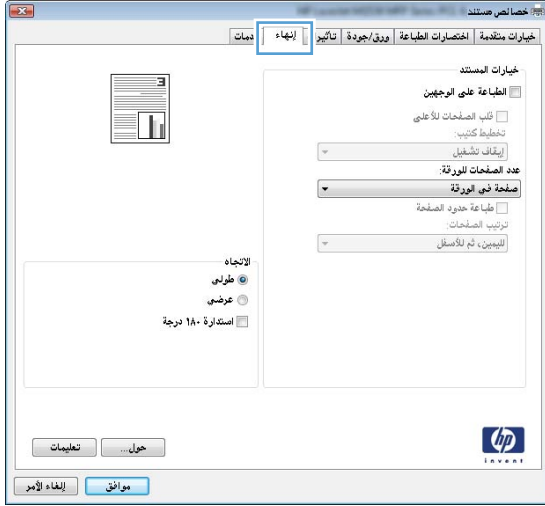 خصائص مستند
خيارات متقدمة
اختصارات الطباعة
ورق/جودة
تأثير
إنهاء
دمات
خيارات المستند
الطباعة على الوجهين
قلب الصفحات للأعلى
تخطيط كتيب:
إيقاف تشغيل
عدد الصفحات للورقة:
صفحة في الورقة
طباعة حدود الصفحة
ترتيب الصفحات:
لليمين، ثم للأسفل
الاتجاه
طولي
عرضي
استدارة ١٨٠ درجة
حول...
تعليمات
hp
invent
موافق
إلغاء الأمر